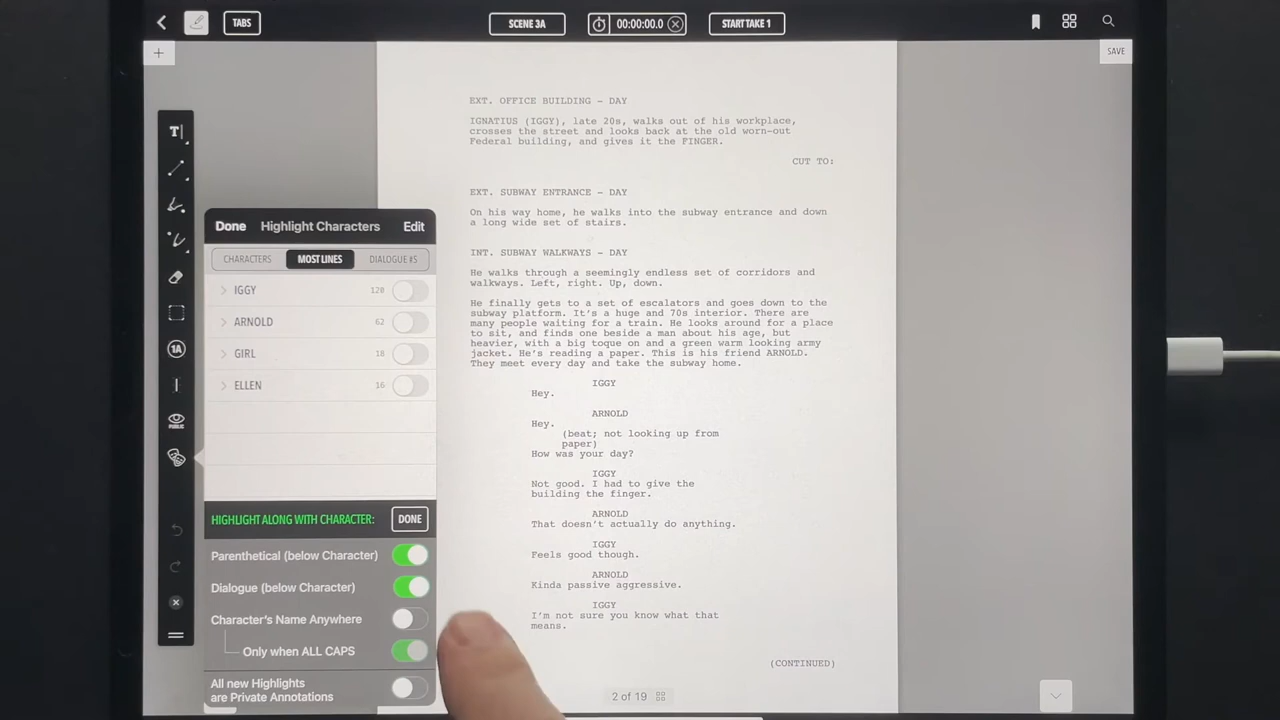 TABS
SCENE 3A
00:00:00.0
START TAKE 1
SAVE
T
1A
PUBLIC
Done
Highlight Characters
Edit
CHARACTERS
MOST LINES
DIALOGUE #S
IGGY 120
ARNOLD 62
GIRL 18
ELLEN 16
HIGHLIGHT ALONG WITH CHARACTER:
DONE
Parenthetical (below Character)
Dialogue (below Character)
Character's Name Anywhere
Only when ALL CAPS
All new Highlights
are Private Annotations
EXT. OFFICE BUILDING – DAY
IGNATIUS (IGGY), late 20s, walks out of his workplace,
crosses the street and looks back at the old worn-out
Federal building, and gives it the FINGER.
CUT TO:
EXT. SUBWAY ENTRANCE – DAY
On his way home, he walks into the subway entrance and down
a long wide set of stairs.
INT. SUBWAY WALKWAYS – DAY
He walks through a seemingly endless set of corridors and
walkways. Left, right. Up, down.
He finally gets to a set of escalators and goes down to the
subway platform. It's a huge and 70s interior. There are
many people waiting for a train. He looks around for a place
to sit, and finds one beside a man about his age, but
heavier, with a big toque on and a green warm looking army
jacket. He's reading a paper. This is his friend ARNOLD.
They meet every day and take the subway home.
IGGY
Hey.
ARNOLD
Hey.
(beat; not looking up from
paper)
How was your day?
IGGY
Not good. I had to give the
building the finger.
ARNOLD
That doesn't actually do anything.
IGGY
Feels good though.
ARNOLD
Kinda passive aggressive.
IGGY
I'm not sure you know what that
means.
(CONTINUED)
2 of 19